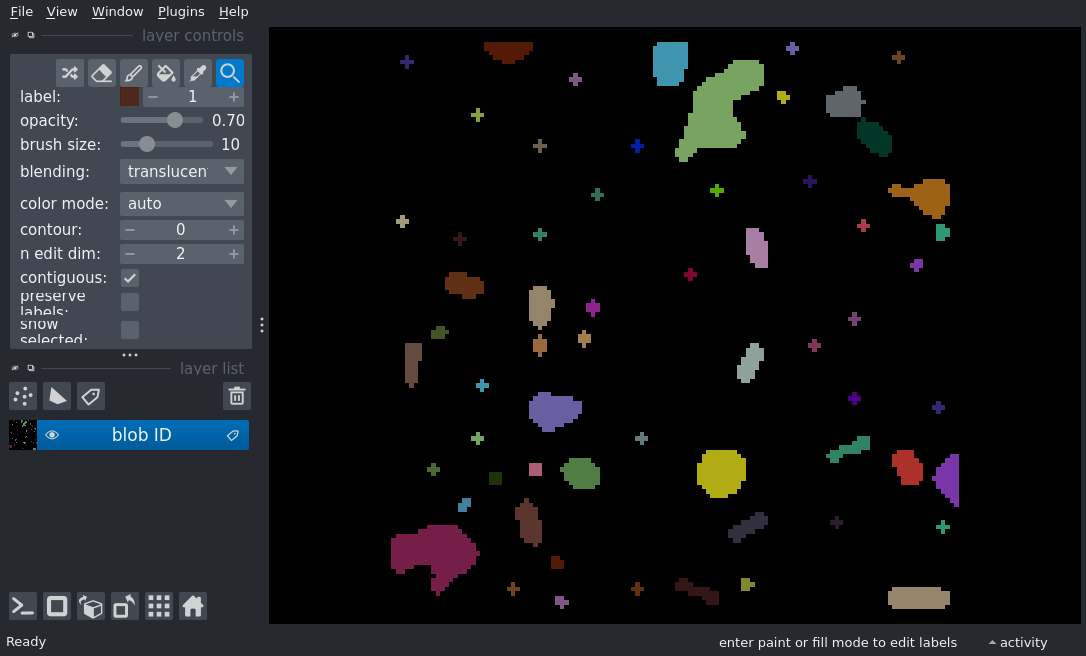 File View Window Plugins Help
layer controls
label: 1
opacity: 0.70
brush size: 10
blending: translucen
color mode: auto
contour: 0
n edit dim: 2
contiguous:
preserve
labels:
show
selected:
layer list
blob ID
Ready enter paint or fill mode to edit labels activity